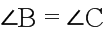 ∠B = ∠C